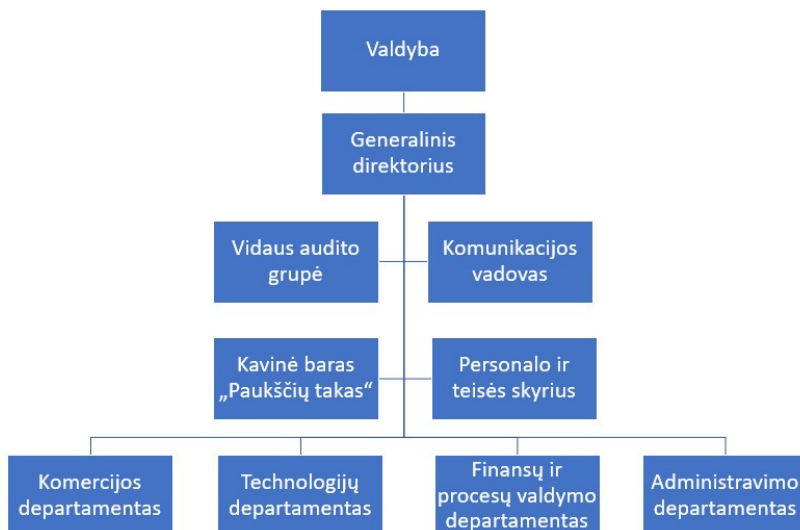 Valdyba
Generalinis
direktorius
Vidaus audito
grupė
Komunikacijos
vadovas
Kavinė baras
„Paukščių takas“
Personalo ir
teisės skyrius
Komercijos
departamentas
Technologijų
departamentas
Finansų ir
procesų valdymo
departamentas
Administravimo
departamentas